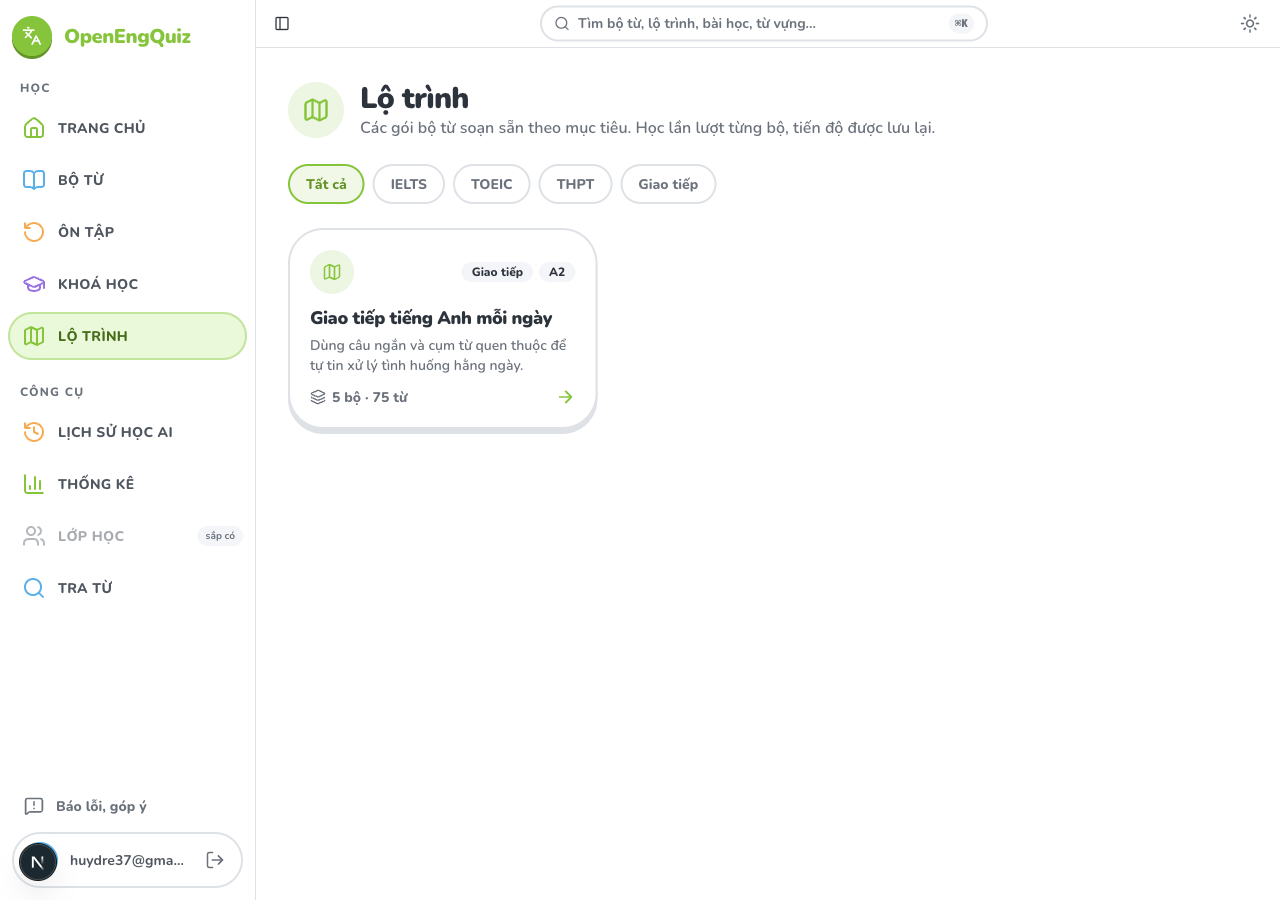 OpenEngQuiz
HỌC
TRANG CHỦ
BỘ TỪ
ÔN TẬP
KHOÁ HỌC
LỘ TRÌNH
CÔNG CỤ
LỊCH SỬ HỌC AI
THỐNG KÊ
LỚP HỌC
sắp có
TRA TỪ
Báo lỗi, góp ý
N
huydre37@gma...
Tìm bộ từ, lộ trình, bài học, từ vựng...
⌘K
Lộ trình
Các gói bộ từ soạn sẵn theo mục tiêu. Học lần lượt từng bộ, tiến độ được lưu lại.
Tất cả
IELTS
TOEIC
THPT
Giao tiếp
Giao tiếp
A2
Giao tiếp tiếng Anh mỗi ngày
Dùng câu ngắn và cụm từ quen thuộc để
tự tin xử lý tình huống hằng ngày.
5 bộ · 75 từ